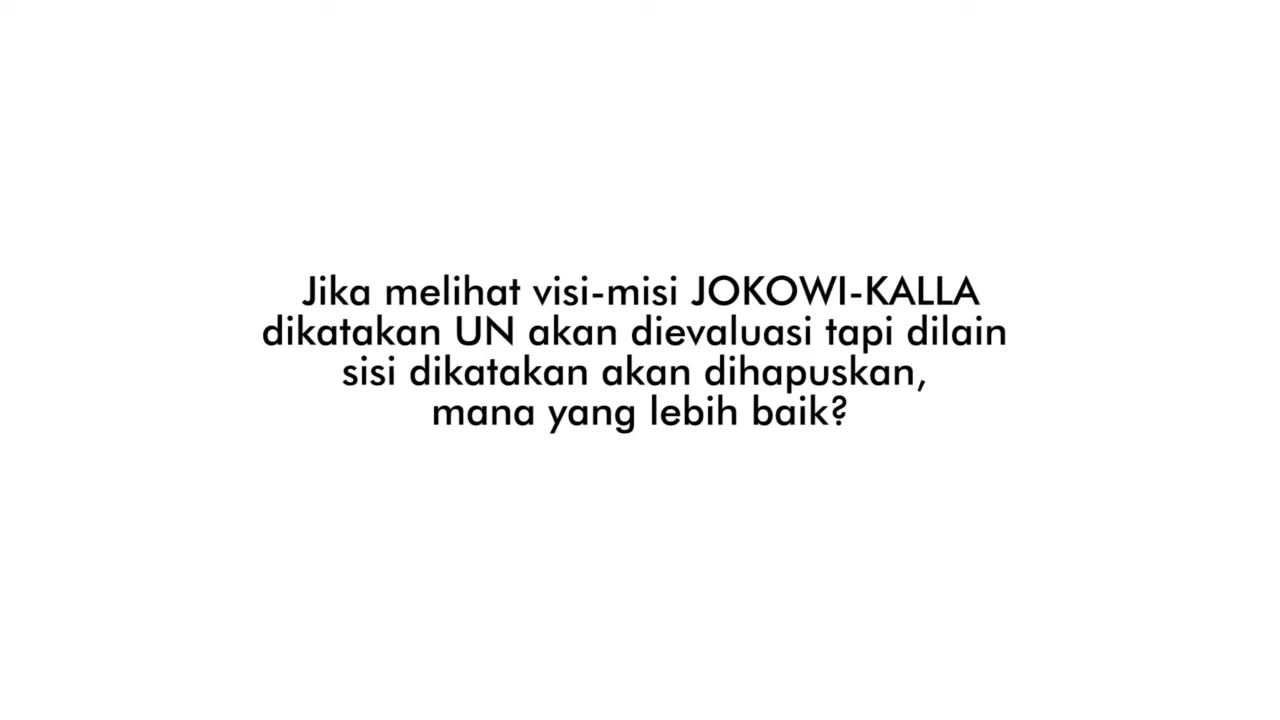 Jika melihat visi-misi JOKOWI-KALLA
dikatakan UN akan dievaluasi tapi dilain
sisi dikatakan akan dihapuskan,
mana yang lebih baik?